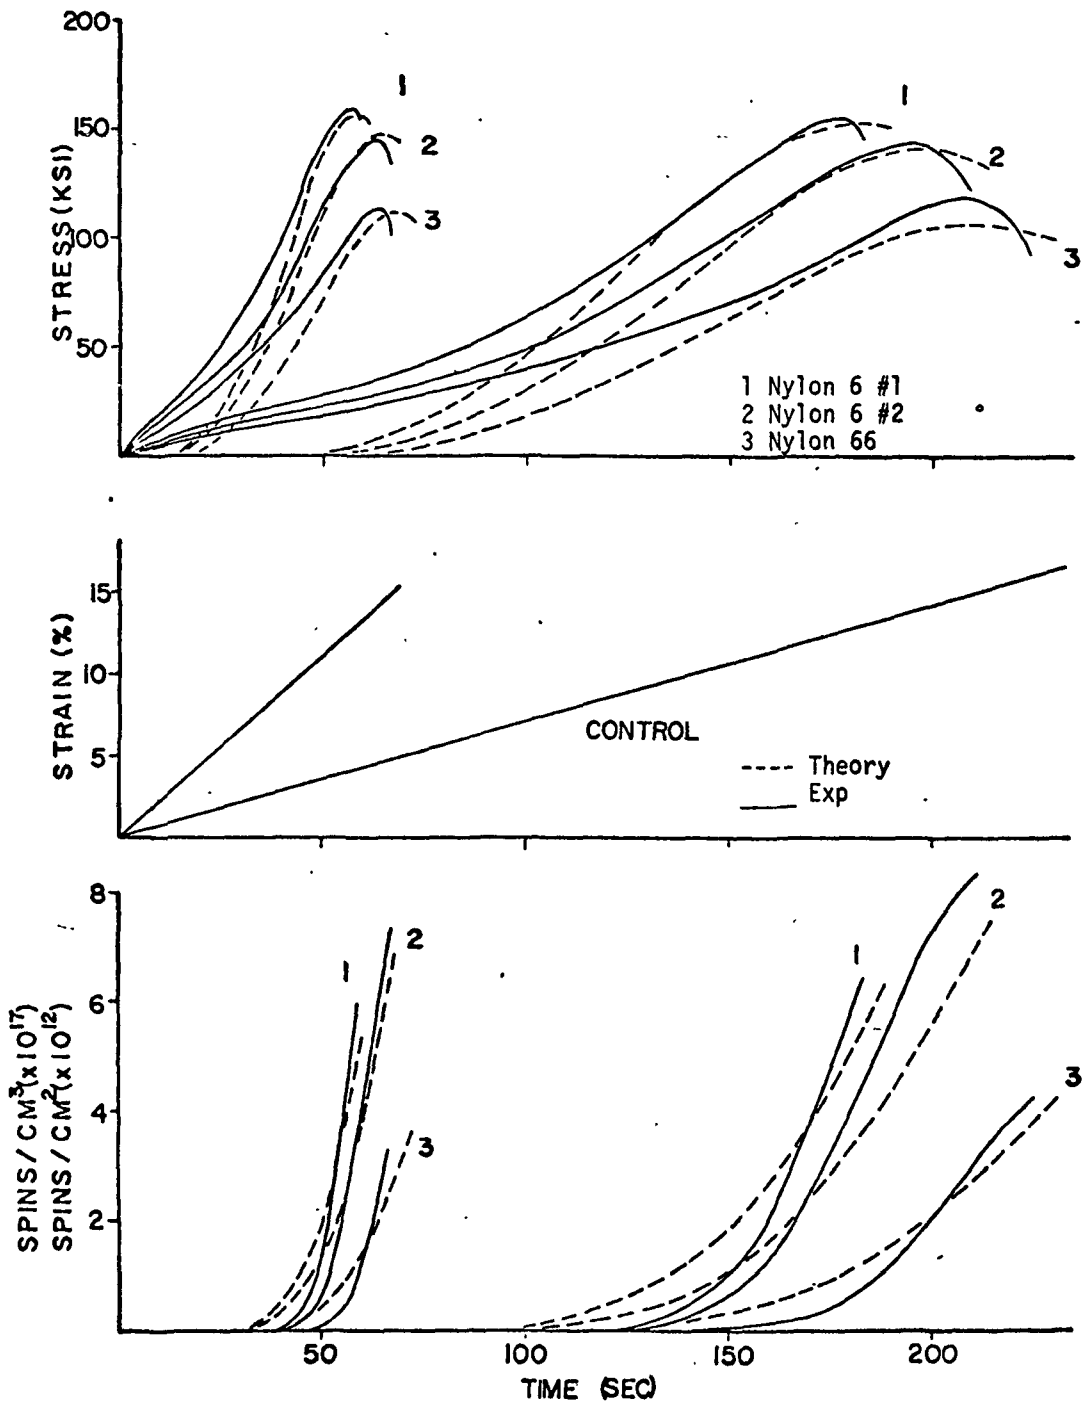 200
150
100
50
STRESS(KSI)
1
2
3
1
2
3
1 Nylon 6 #1
2 Nylon 6 #2
3 Nylon 66
15
10
5
STRAIN (%)
CONTROL
---- Theory
Exp
8
6
4
2
SPINS/CM³(x10¹⁷)
SPINS/CM²(x10¹²)
1
2
3
1
2
3
50
100
150
200
TIME (SEC)